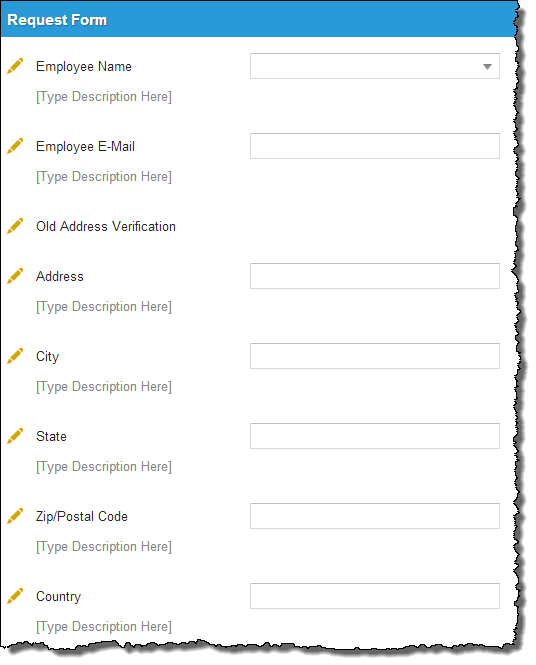 Request Form
Employee Name
[Type Description Here]
Employee E-Mail
[Type Description Here]
Old Address Verification
Address
[Type Description Here]
City
[Type Description Here]
State
[Type Description Here]
Zip/Postal Code
[Type Description Here]
Country
[Type Description Here]